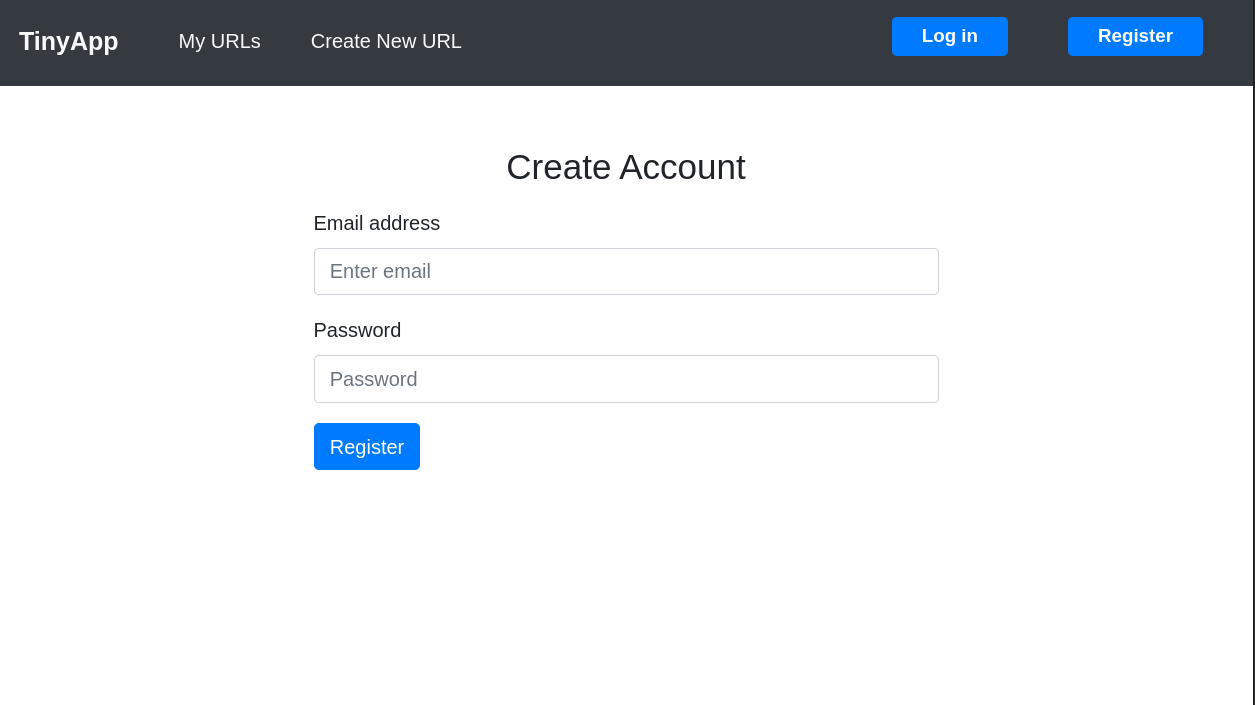 TinyApp My URLs Create New URL Log in Register
Create Account
Email address
Enter email
Password
Password
Register